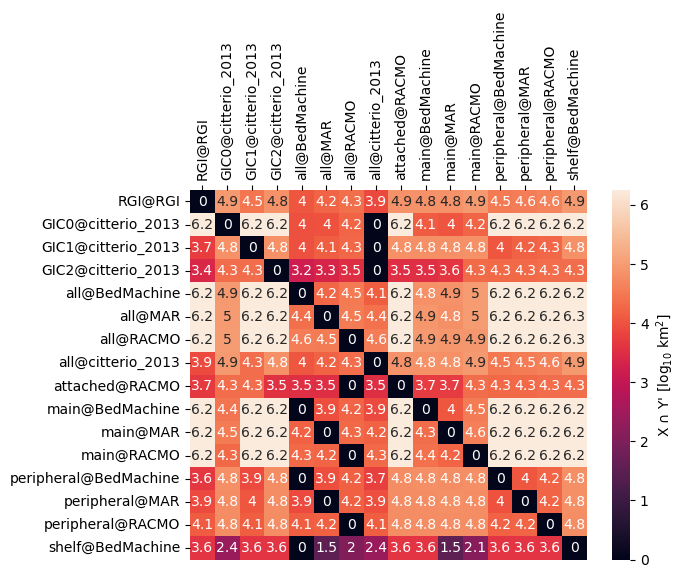 RGI@RGI GIC0@citterio_2013 GIC1@citterio_2013 GIC2@citterio_2013 all@BedMachine all@MAR all@RACMO all@citterio_2013 attached@RACMO main@BedMachine main@MAR main@RACMO peripheral@BedMachine peripheral@MAR peripheral@RACMO shelf@BedMachine
RGI@RGI 0 4.9 4.5 4.8 4 4.2 4.3 3.9 4.9 4.8 4.8 4.9 4.5 4.6 4.6 4.9
GIC0@citterio_2013 6.2 0 6.2 6.2 4 4 4.2 0 6.2 4.1 4 4.2 6.2 6.2 6.2 6.2
GIC1@citterio_2013 3.7 4.8 0 4.8 4 4.1 4.3 0 4.8 4.8 4.8 4.8 4 4.2 4.3 4.8
GIC2@citterio_2013 3.4 4.3 4.3 0 3.2 3.3 3.5 0 3.5 3.5 3.6 4.3 4.3 4.3 4.3 4.3
all@BedMachine 6.2 4.9 6.2 6.2 0 4.2 4.5 4.1 6.2 4.8 4.9 5 6.2 6.2 6.2 6.2
all@MAR 6.2 5 6.2 6.2 4.4 0 4.5 4.4 6.2 4.9 4.8 5 6.2 6.2 6.2 6.3
all@RACMO 6.2 5 6.2 6.2 4.6 4.5 0 4.6 6.2 4.9 4.9 4.9 6.2 6.2 6.2 6.3
all@citterio_2013 3.9 4.9 4.3 4.8 4 4.2 4.3 0 4.8 4.8 4.8 4.9 4.5 4.5 4.6 4.9
attached@RACMO 3.7 4.3 4.3 3.5 3.5 3.5 0 3.5 0 3.7 3.7 4.3 4.3 4.3 4.3 4.3
main@BedMachine 6.2 4.4 6.2 6.2 0 3.9 4.2 3.9 6.2 0 4 4.5 6.2 6.2 6.2 6.2
main@MAR 6.2 4.5 6.2 6.2 4.2 0 4.3 4.2 6.2 4.3 0 4.6 6.2 6.2 6.2 6.2
main@RACMO 6.2 4.3 6.2 6.2 4.3 4.2 0 4.3 6.2 4.4 4.2 0 6.2 6.2 6.2 6.2
peripheral@BedMachine 3.6 4.8 3.9 4.8 0 3.9 4.2 3.7 4.8 4.8 4.8 4.8 0 4 4.2 4.8
peripheral@MAR 3.9 4.8 4 4.8 3.9 0 4.2 3.9 4.8 4.8 4.8 4.8 4 0 4.2 4.8
peripheral@RACMO 4.1 4.8 4.1 4.8 4.1 4.2 0 4.1 4.8 4.8 4.8 4.8 4.2 4.2 0 4.8
shelf@BedMachine 3.6 2.4 3.6 3.6 0 1.5 2 2.4 3.6 3.6 1.5 2.1 3.6 3.6 3.6 0
6
5
4
3
2
1
0
X ∩ Y' [log₁₀ km²]